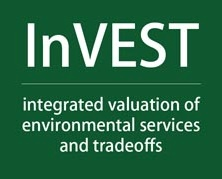 InVEST
integrated valuation of
environmental services
and tradeoffs